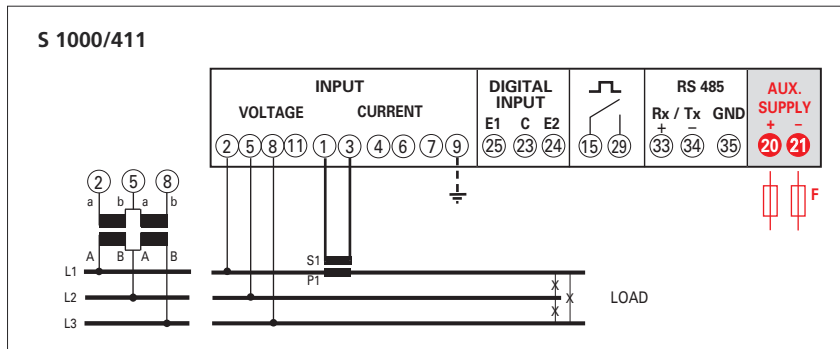 S 1000/411
INPUT
VOLTAGE CURRENT
2 5 8 11 1 3 4 6 7 9
DIGITAL
INPUT
E1 C E2
25 23 24
15 29
RS 485
Rx / Tx GND
+ –
33 34 35
AUX.
SUPPLY
+ –
20 21
F
2 5 8
a b a b
A B A B
S1
P1
L1
L2
L3
X
X
X
LOAD